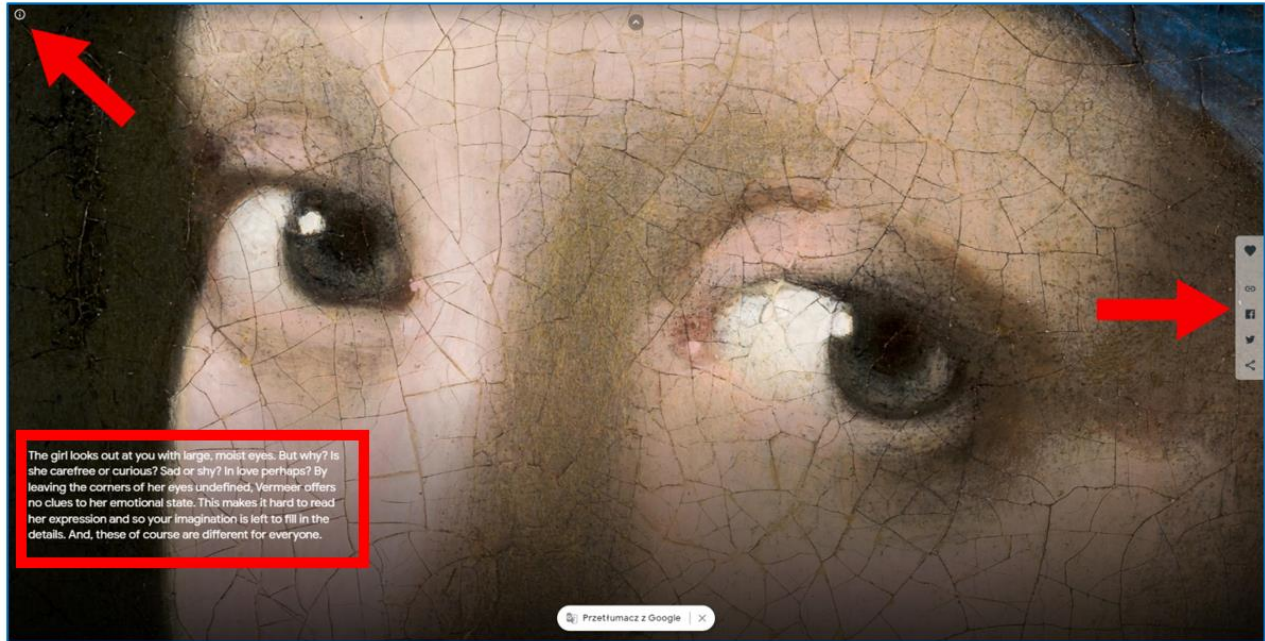 The girl looks out at you with large, moist eyes. But why? Is
she carefree or curious? Sad or shy? In love perhaps? By
leaving the corners of her eyes undefined, Vermeer offers
no clues to her emotional state. This makes it hard to read
her expression and so your imagination is left to fill in the
details. And, these of course are different for everyone.
Przetłumacz z Google